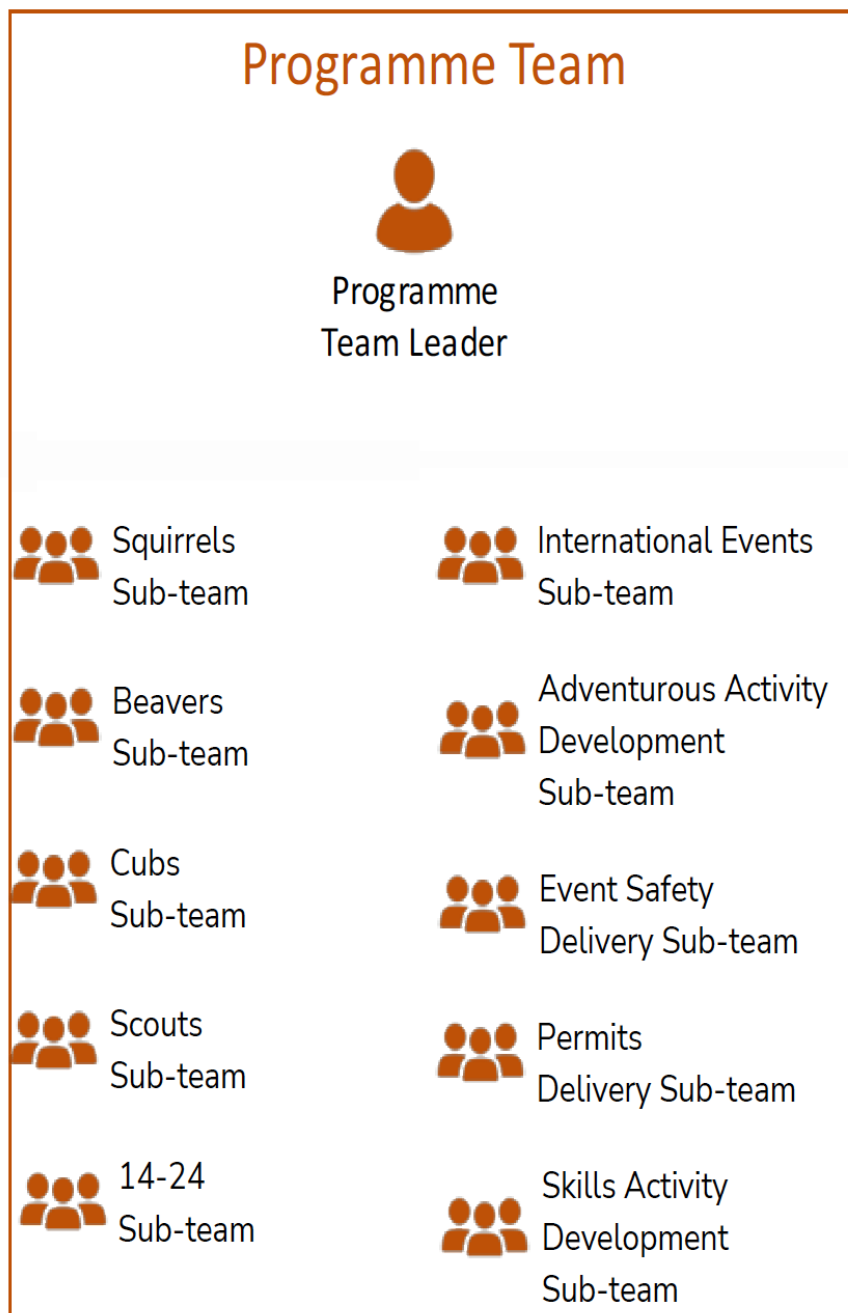 Programme Team
Programme
Team Leader
Squirrels
Sub-team
Beavers
Sub-team
Cubs
Sub-team
Scouts
Sub-team
14-24
Sub-team
International Events
Sub-team
Adventurous Activity
Development
Sub-team
Event Safety
Delivery Sub-team
Permits
Delivery Sub-team
Skills Activity
Development
Sub-team